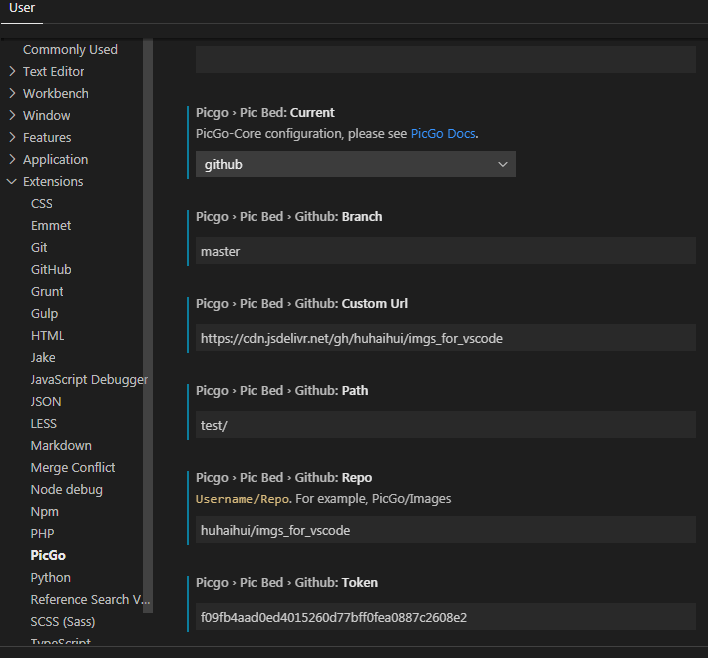 User
Commonly Used
Text Editor
Workbench
Window
Features
Application
Extensions
CSS
Emmet
Git
GitHub
Grunt
Gulp
HTML
Jake
JavaScript Debugger
JSON
LESS
Markdown
Merge Conflict
Node debug
Npm
PHP
PicGo
Python
Reference Search V...
SCSS (Sass)
TypeScript
Picgo › Pic Bed: Current
PicGo-Core configuration, please see PicGo Docs.
github
Picgo › Pic Bed › Github: Branch
master
Picgo › Pic Bed › Github: Custom Url
https://cdn.jsdelivr.net/gh/huhaihui/imgs_for_vscode
Picgo › Pic Bed › Github: Path
test/
Picgo › Pic Bed › Github: Repo
Username/Repo. For example, PicGo/Images
huhaihui/imgs_for_vscode
Picgo › Pic Bed › Github: Token
f09fb4aad0ed4015260d77bff0fea0887c2608e2